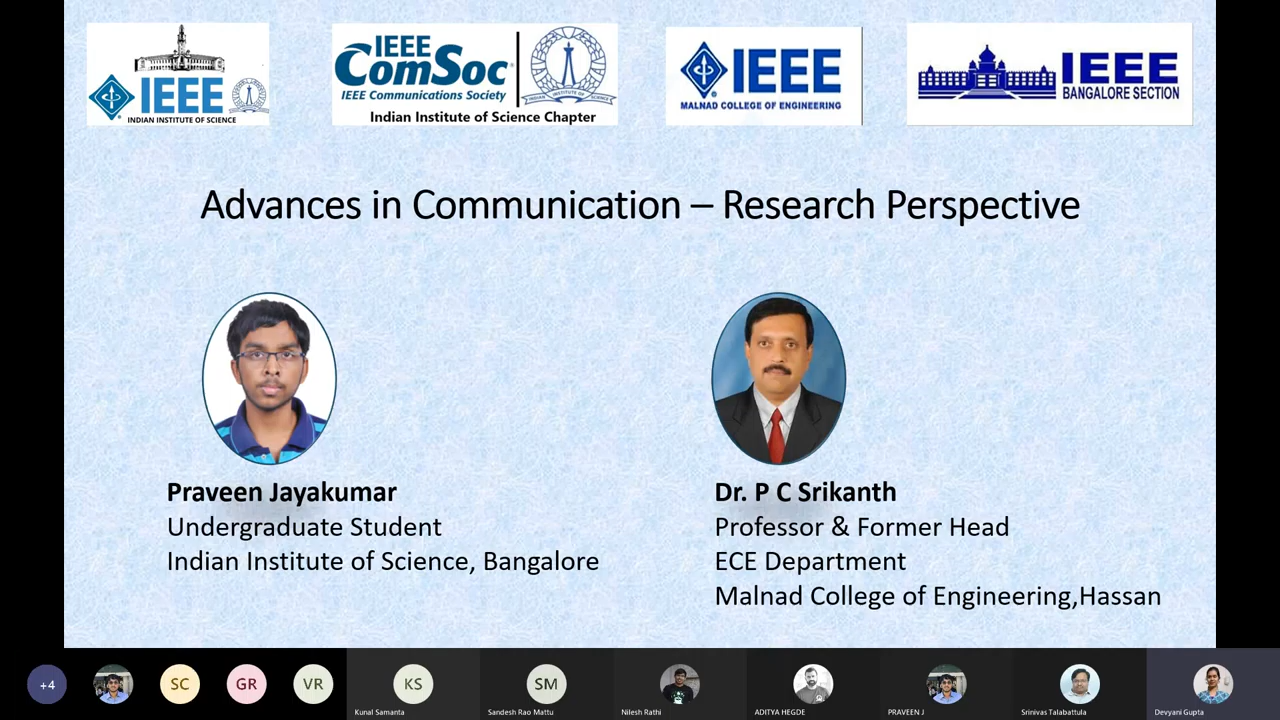 IEEE
INDIAN INSTITUTE OF SCIENCE
IEEE
ComSoc
IEEE Communications Society
Indian Institute of Science Chapter
IEEE
MALNAD COLLEGE OF ENGINEERING
IEEE
BANGALORE SECTION
Advances in Communication – Research Perspective
Praveen Jayakumar
Undergraduate Student
Indian Institute of Science, Bangalore
Dr. P C Srikanth
Professor & Former Head
ECE Department
Malnad College of Engineering,Hassan
+4
SC
GR
VR
KS
Kunal Samanta
SM
Sandesh Rao Mattu
Nilesh Rathi
ADITYA HEGDE
PRAVEEN J
Srinivas Talabattula
Devyani Gupta